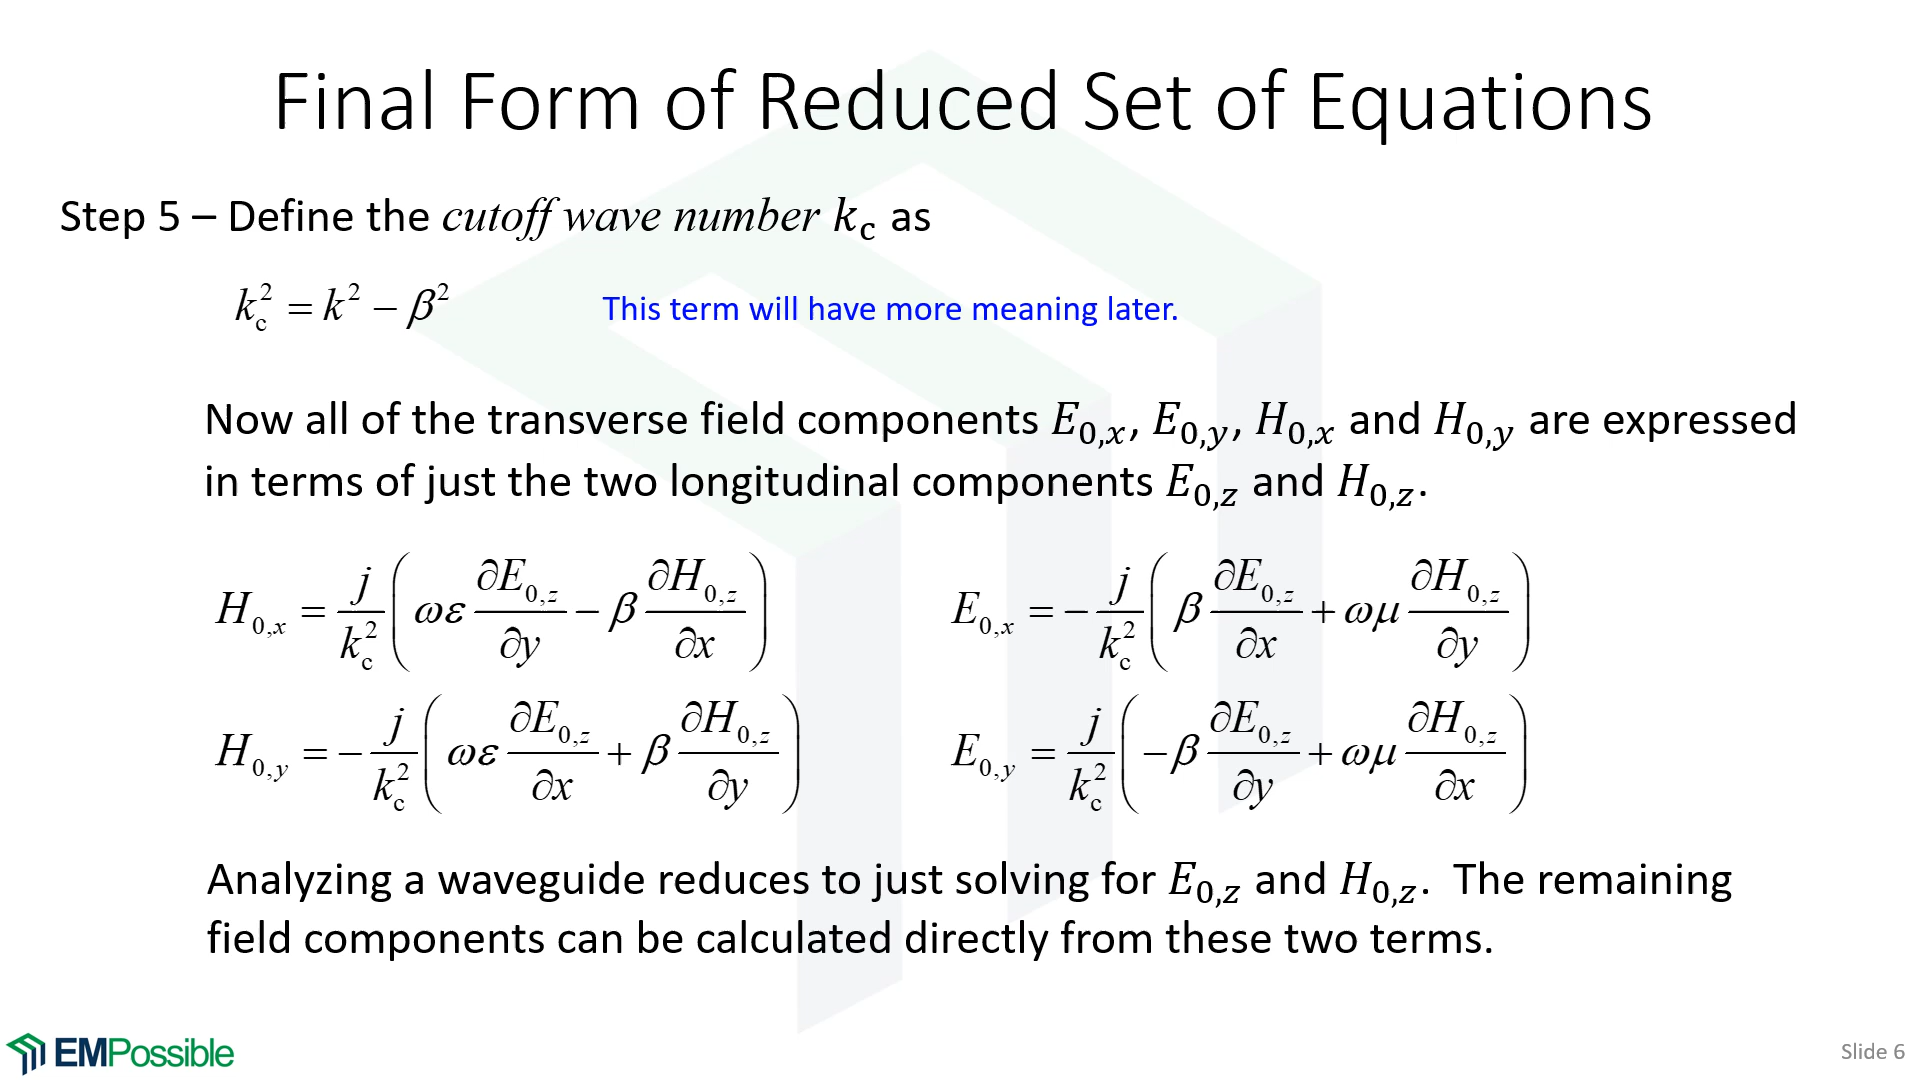 Final Form of Reduced Set of Equations
Step 5 – Define the cutoff wave number k_c as
k_c^2 = k^2 − β^2
This term will have more meaning later.
Now all of the transverse field components E_{0,x}, E_{0,y}, H_{0,x} and H_{0,y} are expressed
in terms of just the two longitudinal components E_{0,z} and H_{0,z}.
H_{0,x} = j/k_c^2 ( ωε ∂E_{0,z}/∂y − β ∂H_{0,z}/∂x )
E_{0,x} = − j/k_c^2 ( β ∂E_{0,z}/∂x + ωμ ∂H_{0,z}/∂y )
H_{0,y} = − j/k_c^2 ( ωε ∂E_{0,z}/∂x + β ∂H_{0,z}/∂y )
E_{0,y} = j/k_c^2 ( −β ∂E_{0,z}/∂y + ωμ ∂H_{0,z}/∂x )
Analyzing a waveguide reduces to just solving for E_{0,z} and H_{0,z}. The remaining
field components can be calculated directly from these two terms.
EMPossible
Slide 6